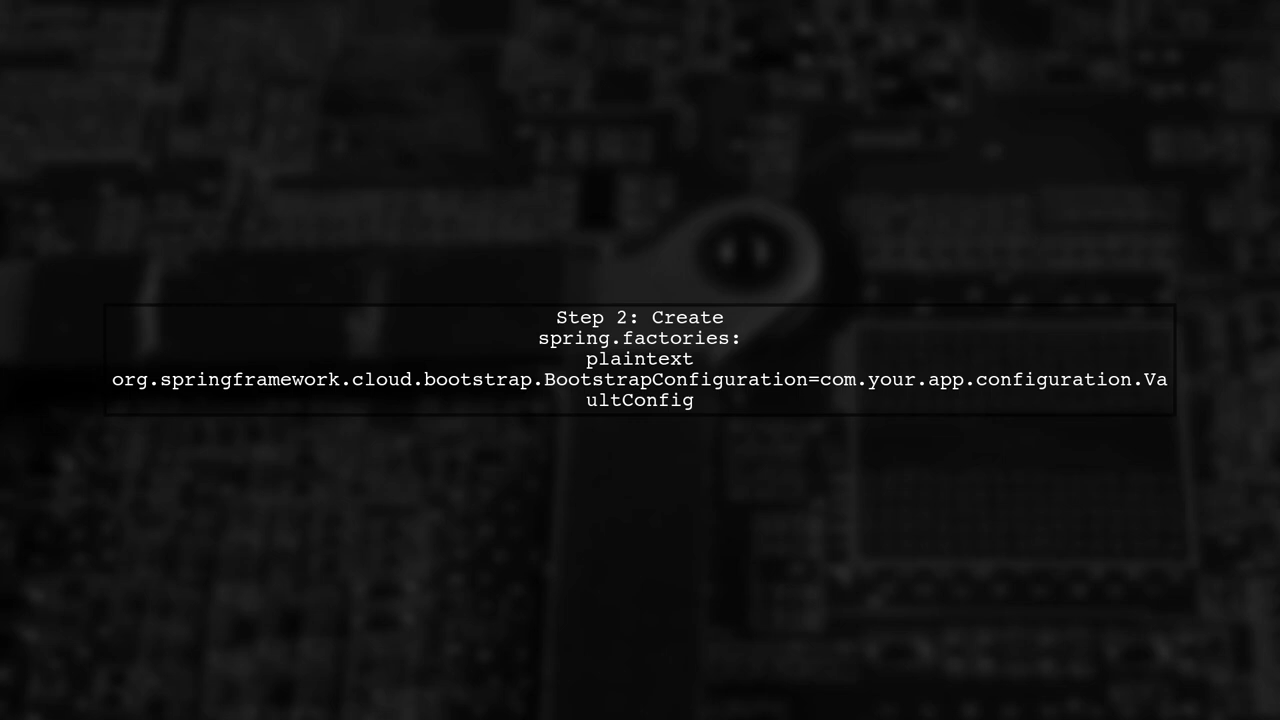 Step 2: Create
spring.factories:
plaintext
org.springframework.cloud.bootstrap.BootstrapConfiguration=com.your.app.configuration.Va
ultConfig